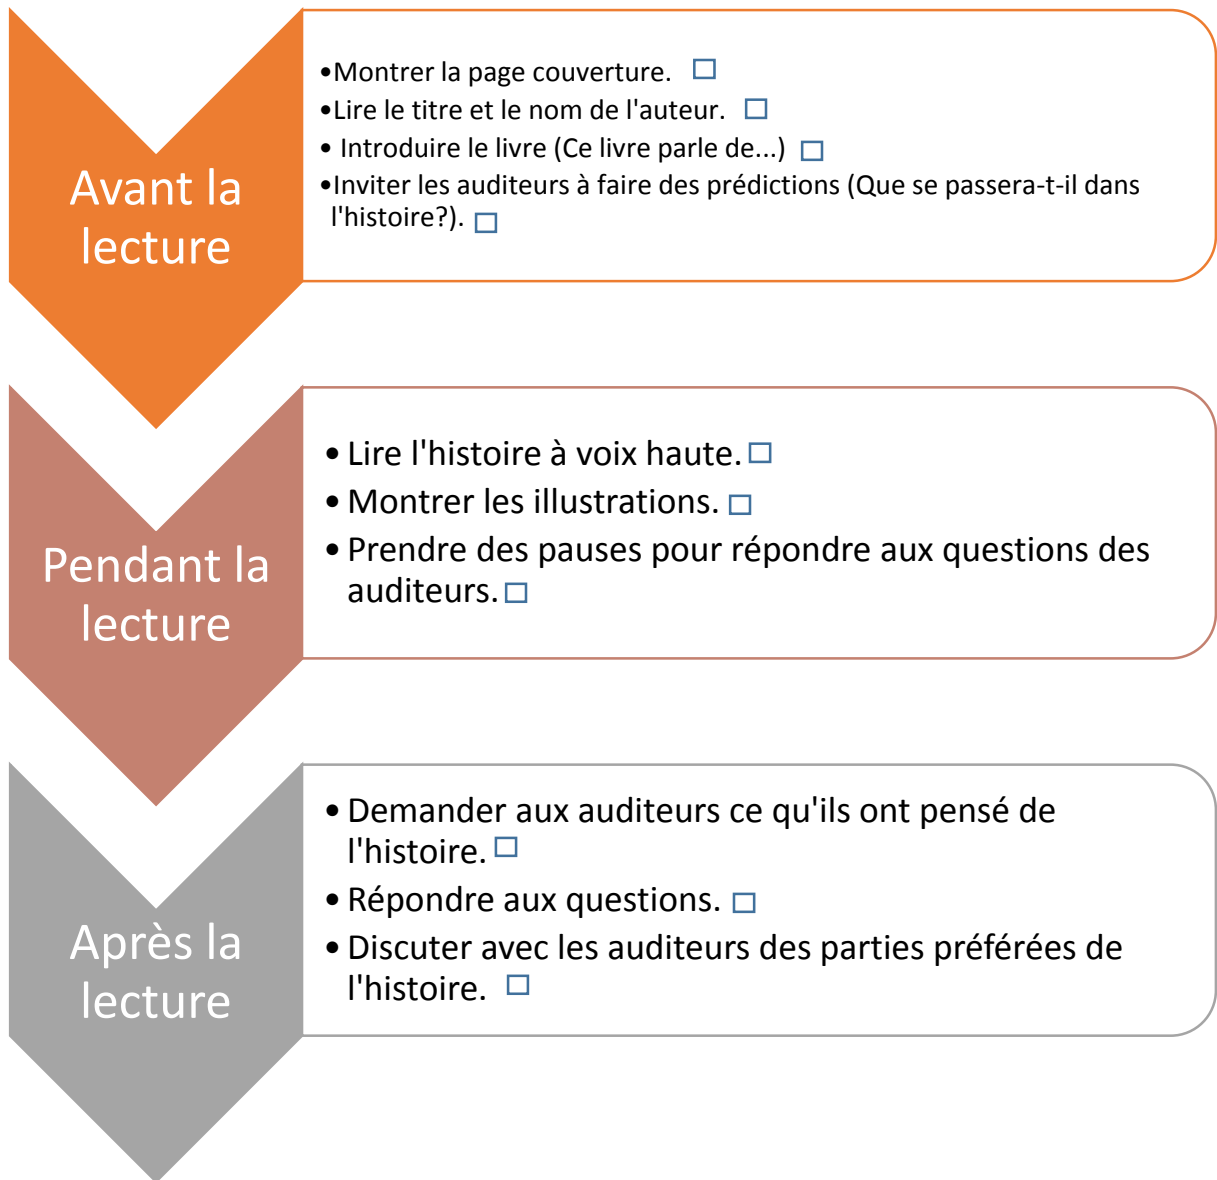 Avant la
lecture
•Montrer la page couverture. ☐
•Lire le titre et le nom de l'auteur. ☐
• Introduire le livre (Ce livre parle de...) ☐
•Inviter les auditeurs à faire des prédictions (Que se passera-t-il dans
l'histoire?). ☐
Pendant la
lecture
• Lire l'histoire à voix haute. ☐
• Montrer les illustrations. ☐
• Prendre des pauses pour répondre aux questions des
auditeurs. ☐
Après la
lecture
• Demander aux auditeurs ce qu'ils ont pensé de
l'histoire. ☐
• Répondre aux questions. ☐
• Discuter avec les auditeurs des parties préférées de
l'histoire. ☐